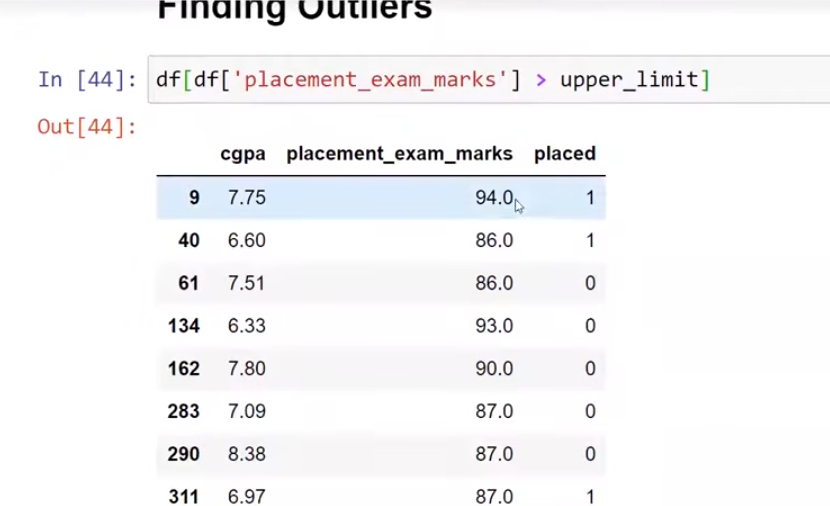 Finding Outliers
In [44]: df[df['placement_exam_marks'] > upper_limit]
Out[44]:
cgpa placement_exam_marks placed
9 7.75 94.0 1
40 6.60 86.0 1
61 7.51 86.0 0
134 6.33 93.0 0
162 7.80 90.0 0
283 7.09 87.0 0
290 8.38 87.0 0
311 6.97 87.0 1